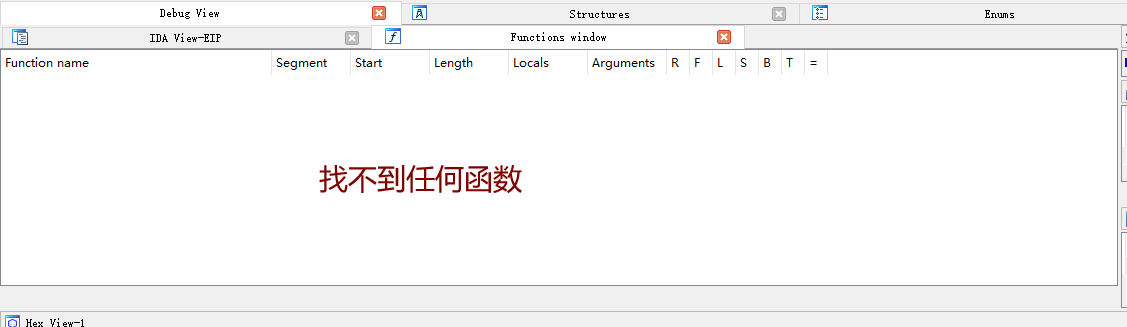 Debug View Structures Enums
IDA View-EIP Functions window
Function name Segment Start Length Locals Arguments R F L S B T =
找不到任何函数
Hex View-1